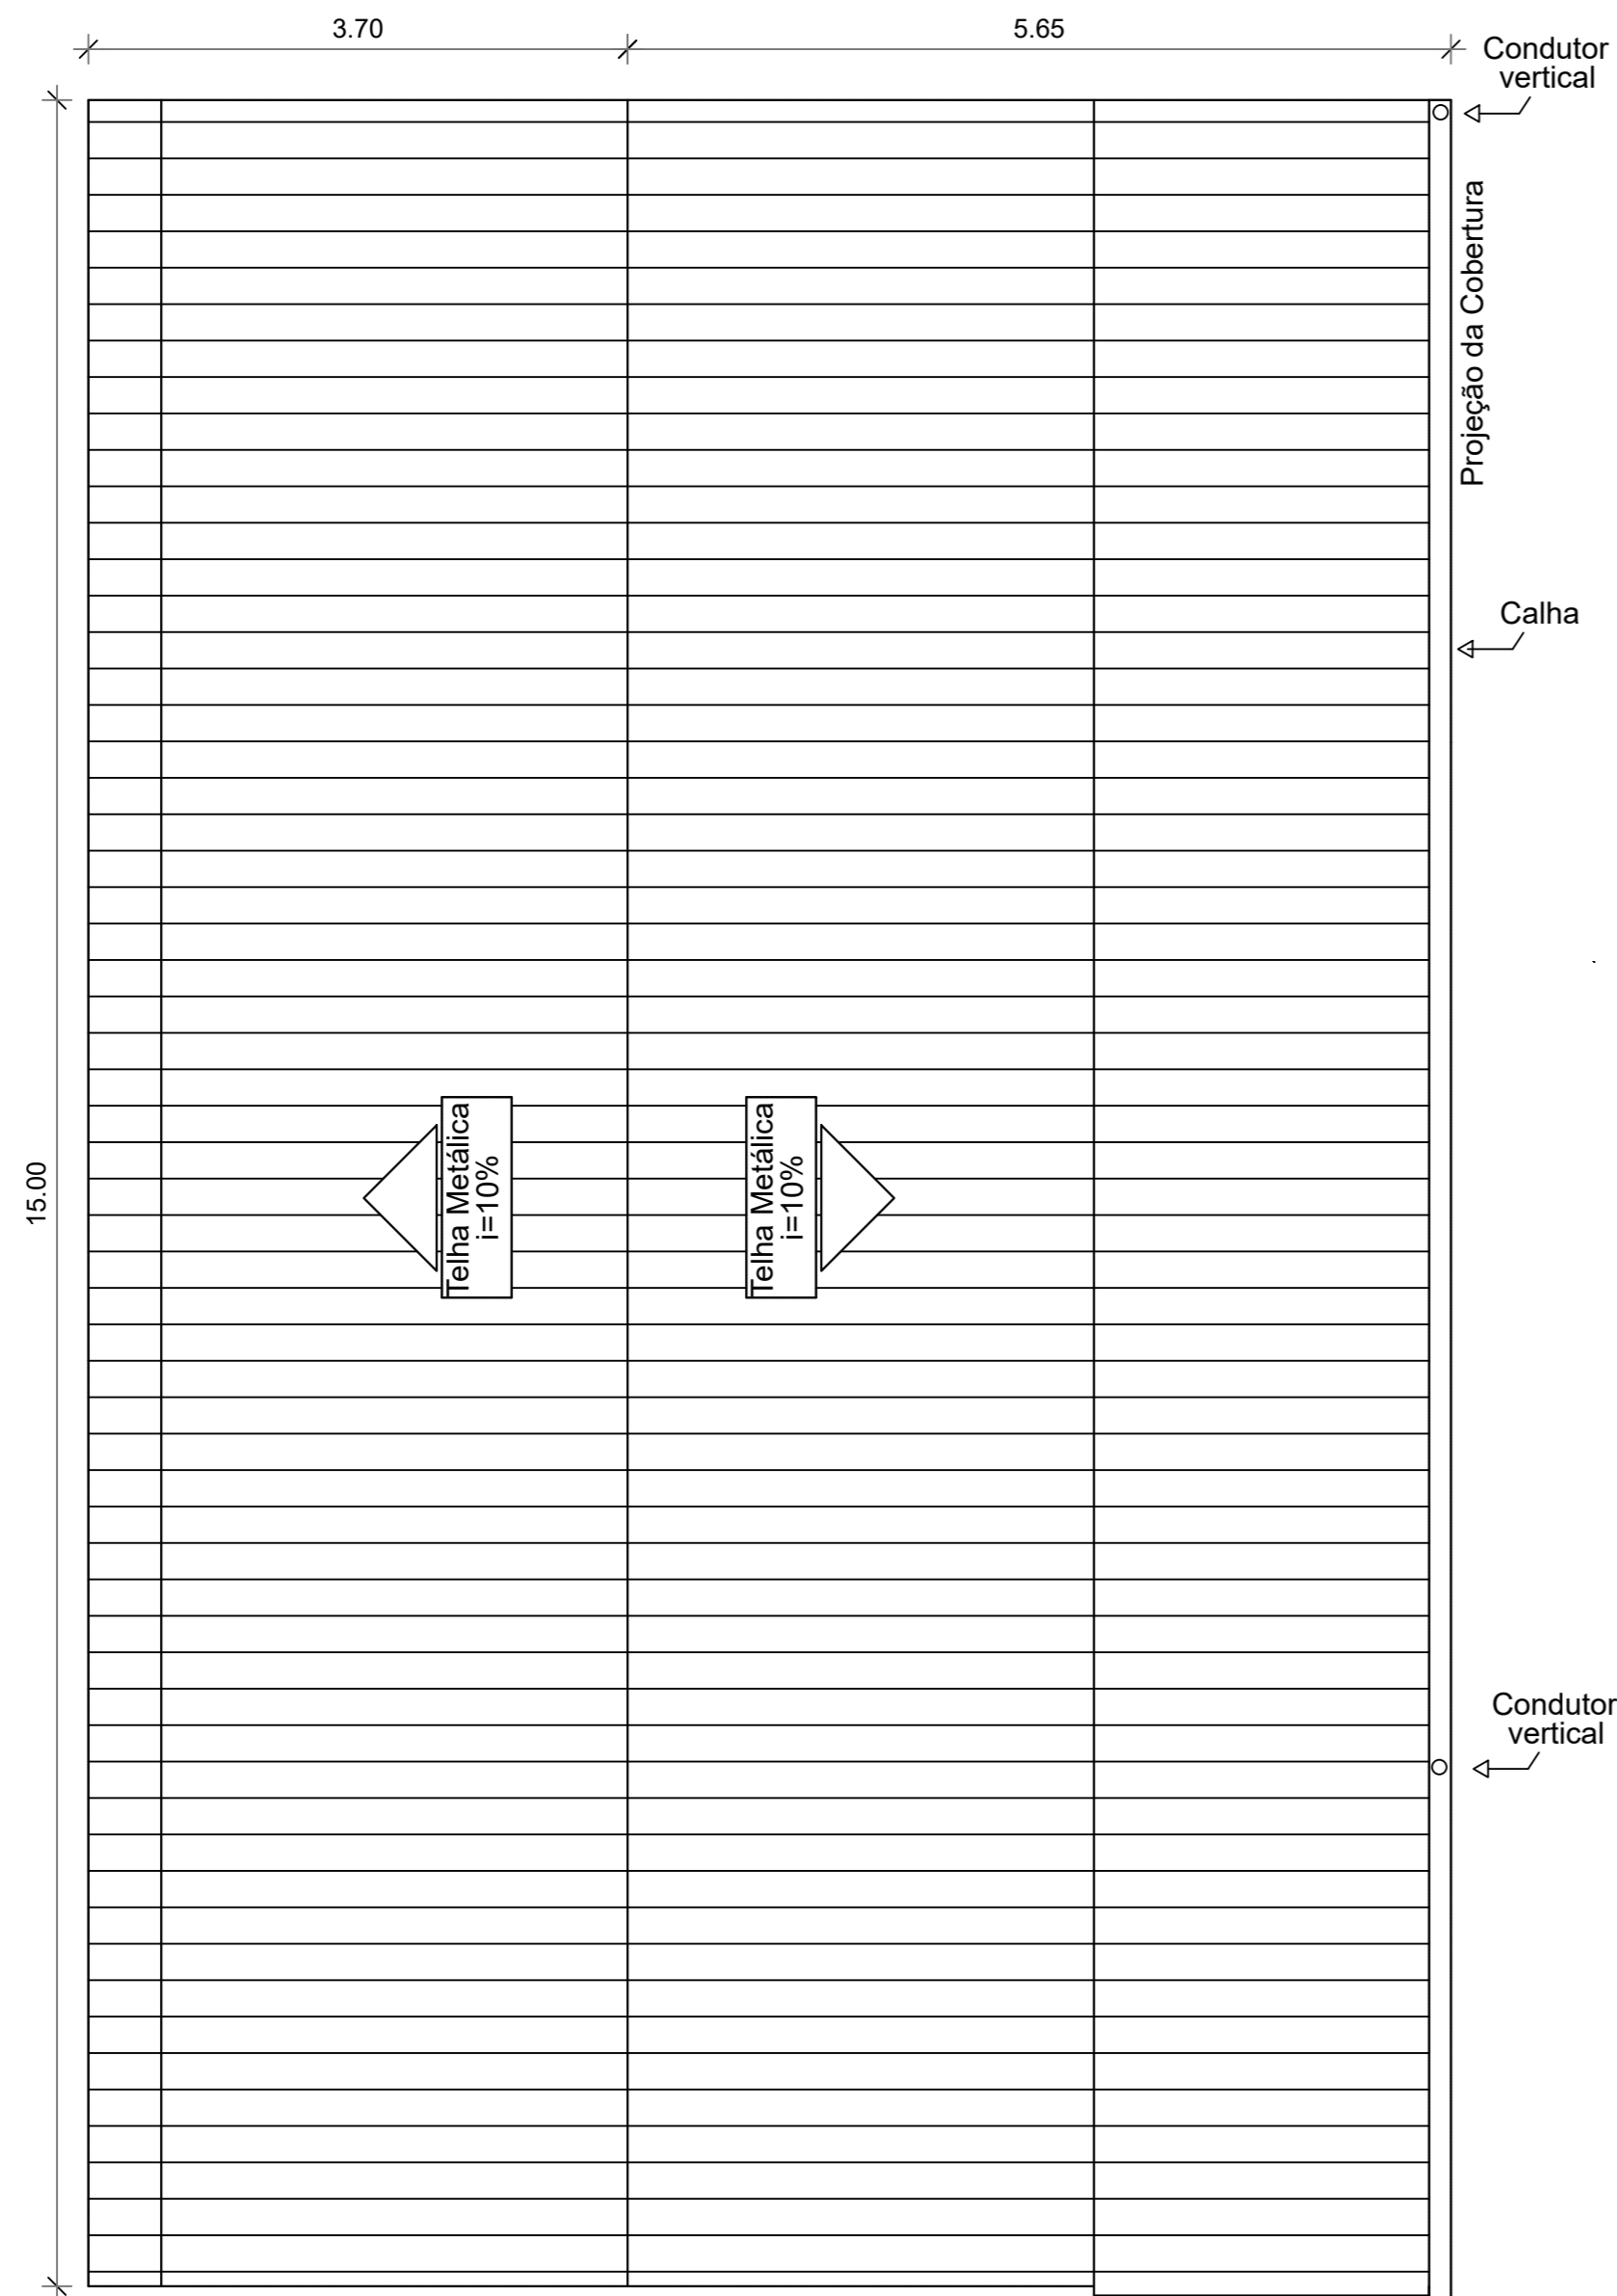 3.70
5.65
Condutor
vertical
Projeção da Cobertura
Calha
15.00
Telha Metálica
i=10%
Telha Metálica
i=10%
Condutor
vertical